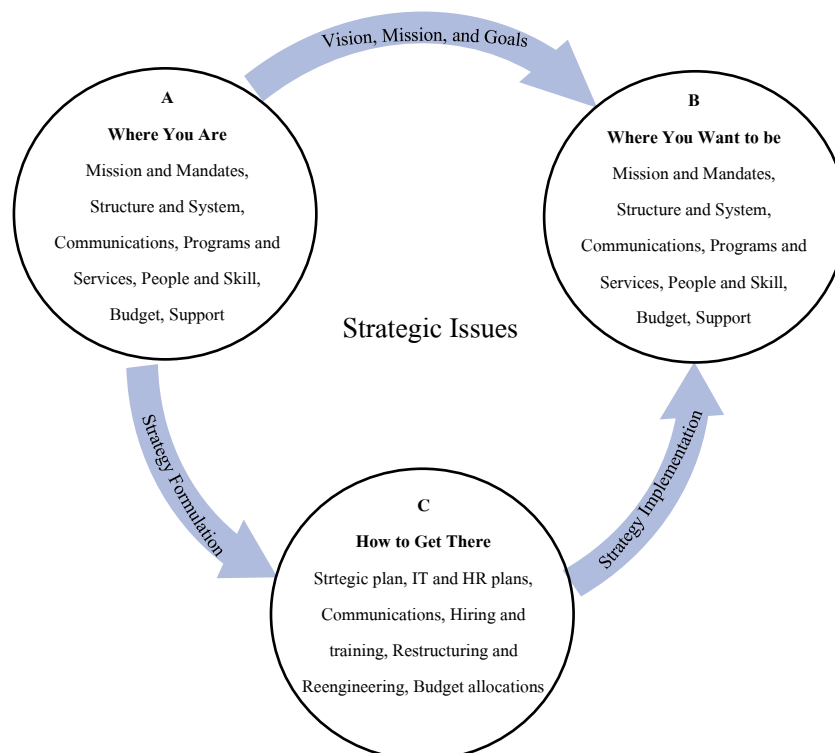 Vision, Mission, and Goals
A
Where You Are
Mission and Mandates,
Structure and System,
Communications, Programs and
Services, People and Skill,
Budget, Support
B
Where You Want to be
Mission and Mandates,
Structure and System,
Communications, Programs and
Services, People and Skill,
Budget, Support
Strategic Issues
Strategy Formulation
Strategy Implementation
C
How to Get There
Strtegic plan, IT and HR plans,
Communications, Hiring and
training, Restructuring and
Reengineering, Budget allocations